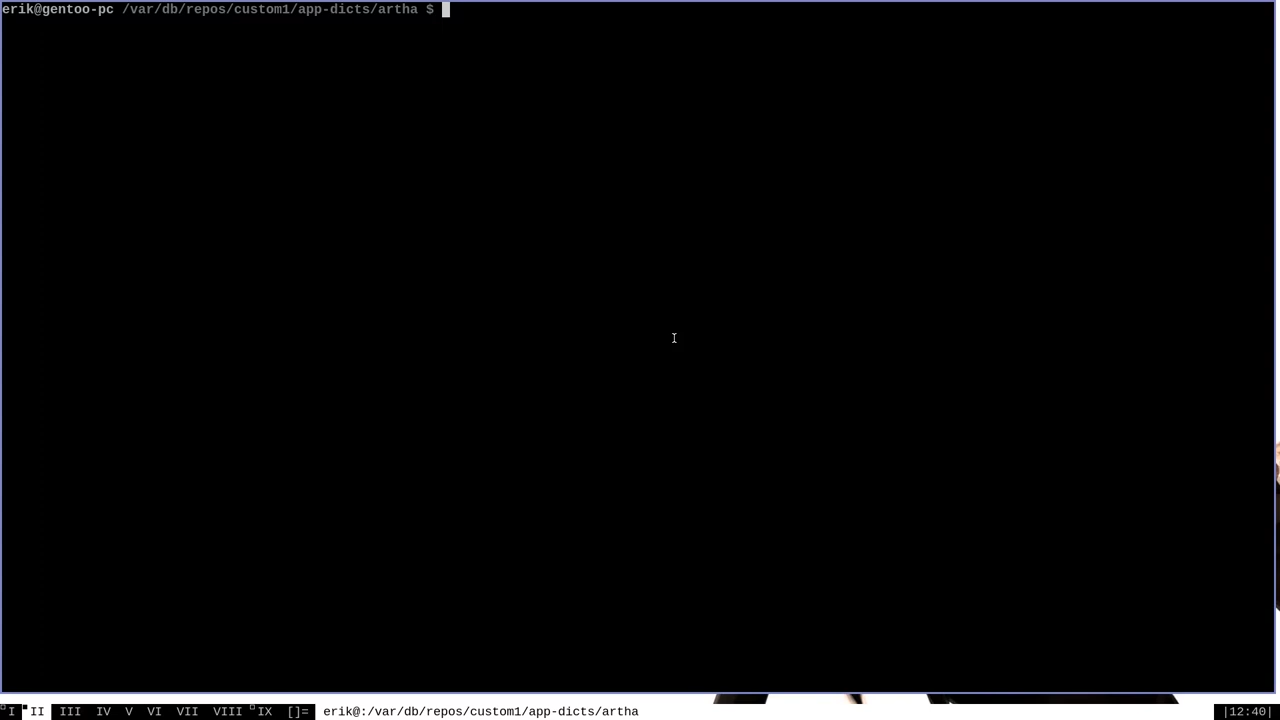 erik@gentoo-pc /var/db/repos/custom1/app-dicts/artha $
I II III IV V VI VII VIII IX []= erik@:/var/db/repos/custom1/app-dicts/artha |12:40|